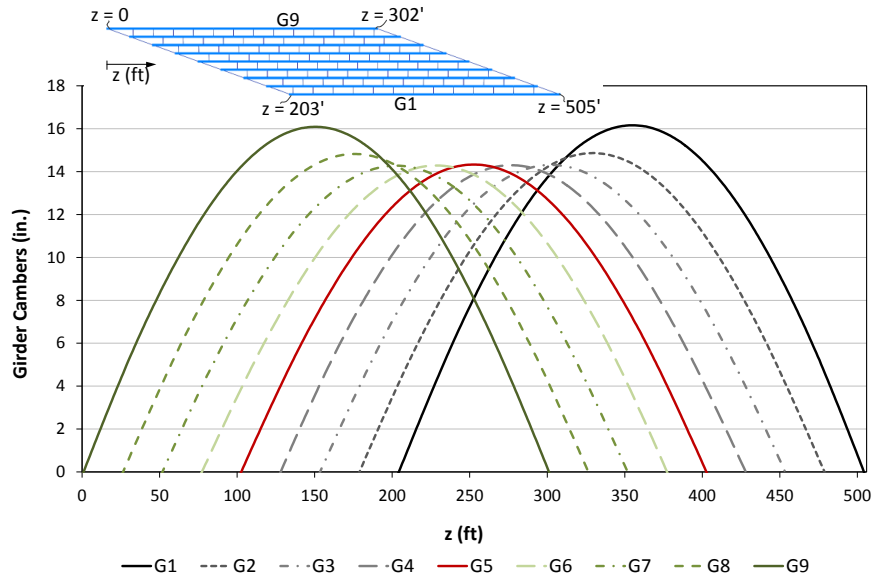 z = 0
G9
z = 302'
z (ft)
z = 203'
G1
z = 505'
Girder Cambers (in.)
18
16
14
12
10
8
6
4
2
0
0 50 100 150 200 250 300 350 400 450 500
z (ft)
G1 G2 G3 G4 G5 G6 G7 G8 G9